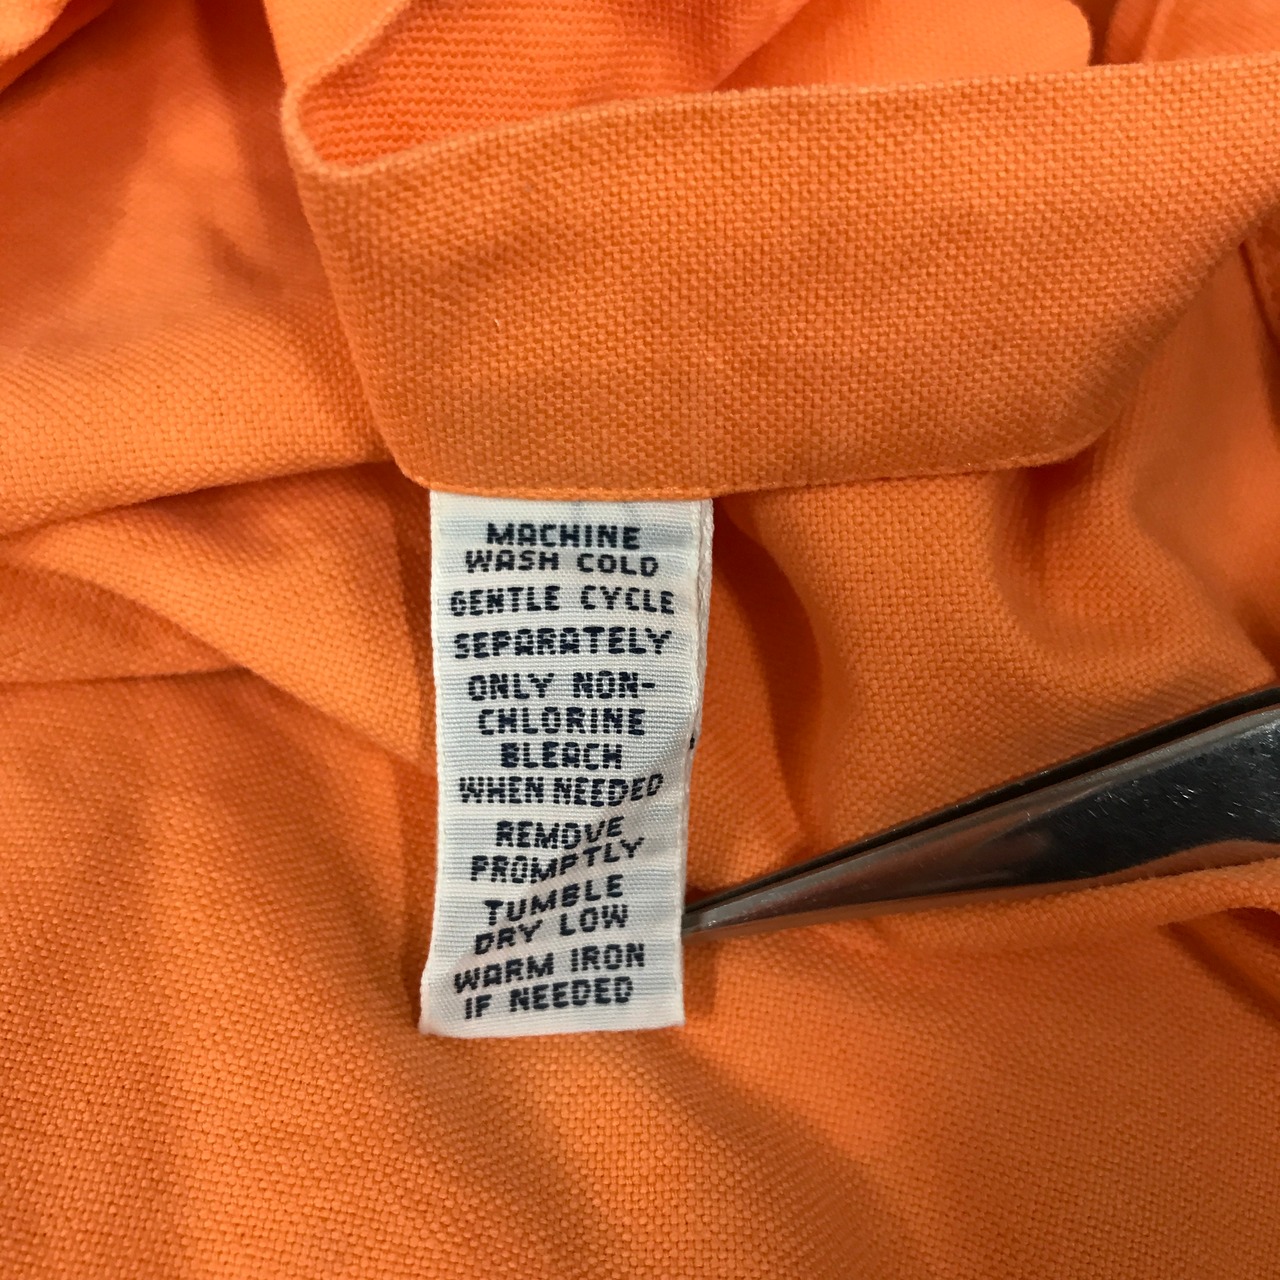 MACHINE
WASH COLD
GENTLE CYCLE
SEPARATELY
ONLY NON-
CHLORINE
BLEACH
WHEN NEEDED
REMOVE
PROMPTLY
TUMBLE
DRY LOW
WARM IRON
IF NEEDED